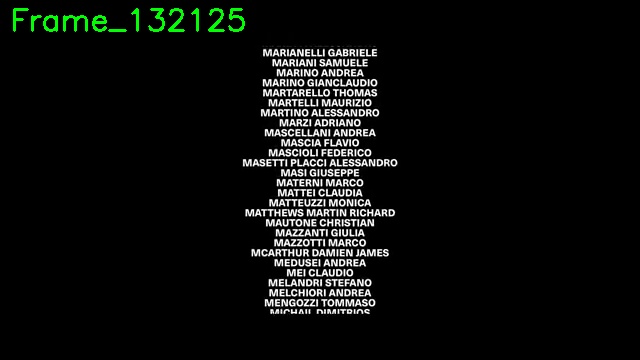 Frame_132125
MARIANELLI GABRIELE
MARIANI SAMUELE
MARINO ANDREA
MARINO GIANCLAUDIO
MARTARELLO THOMAS
MARTELLI MAURIZIO
MARTINO ALESSANDRO
MARZI ADRIANO
MASCELLANI ANDREA
MASCIA FLAVIO
MASCIOLI FEDERICO
MASETTI PLACCI ALESSANDRO
MASI GIUSEPPE
MATERNI MARCO
MATTEI CLAUDIA
MATTEUZZI MONICA
MATTHEWS MARTIN RICHARD
MAUTONE CHRISTIAN
MAZZANTI GIULIA
MAZZOTTI MARCO
MCARTHUR DAMIEN JAMES
MEDUSEI ANDREA
MEI CLAUDIO
MELANDRI STEFANO
MELCHIORI ANDREA
MENGOZZI TOMMASO
MICHAIL DIMITRIOS